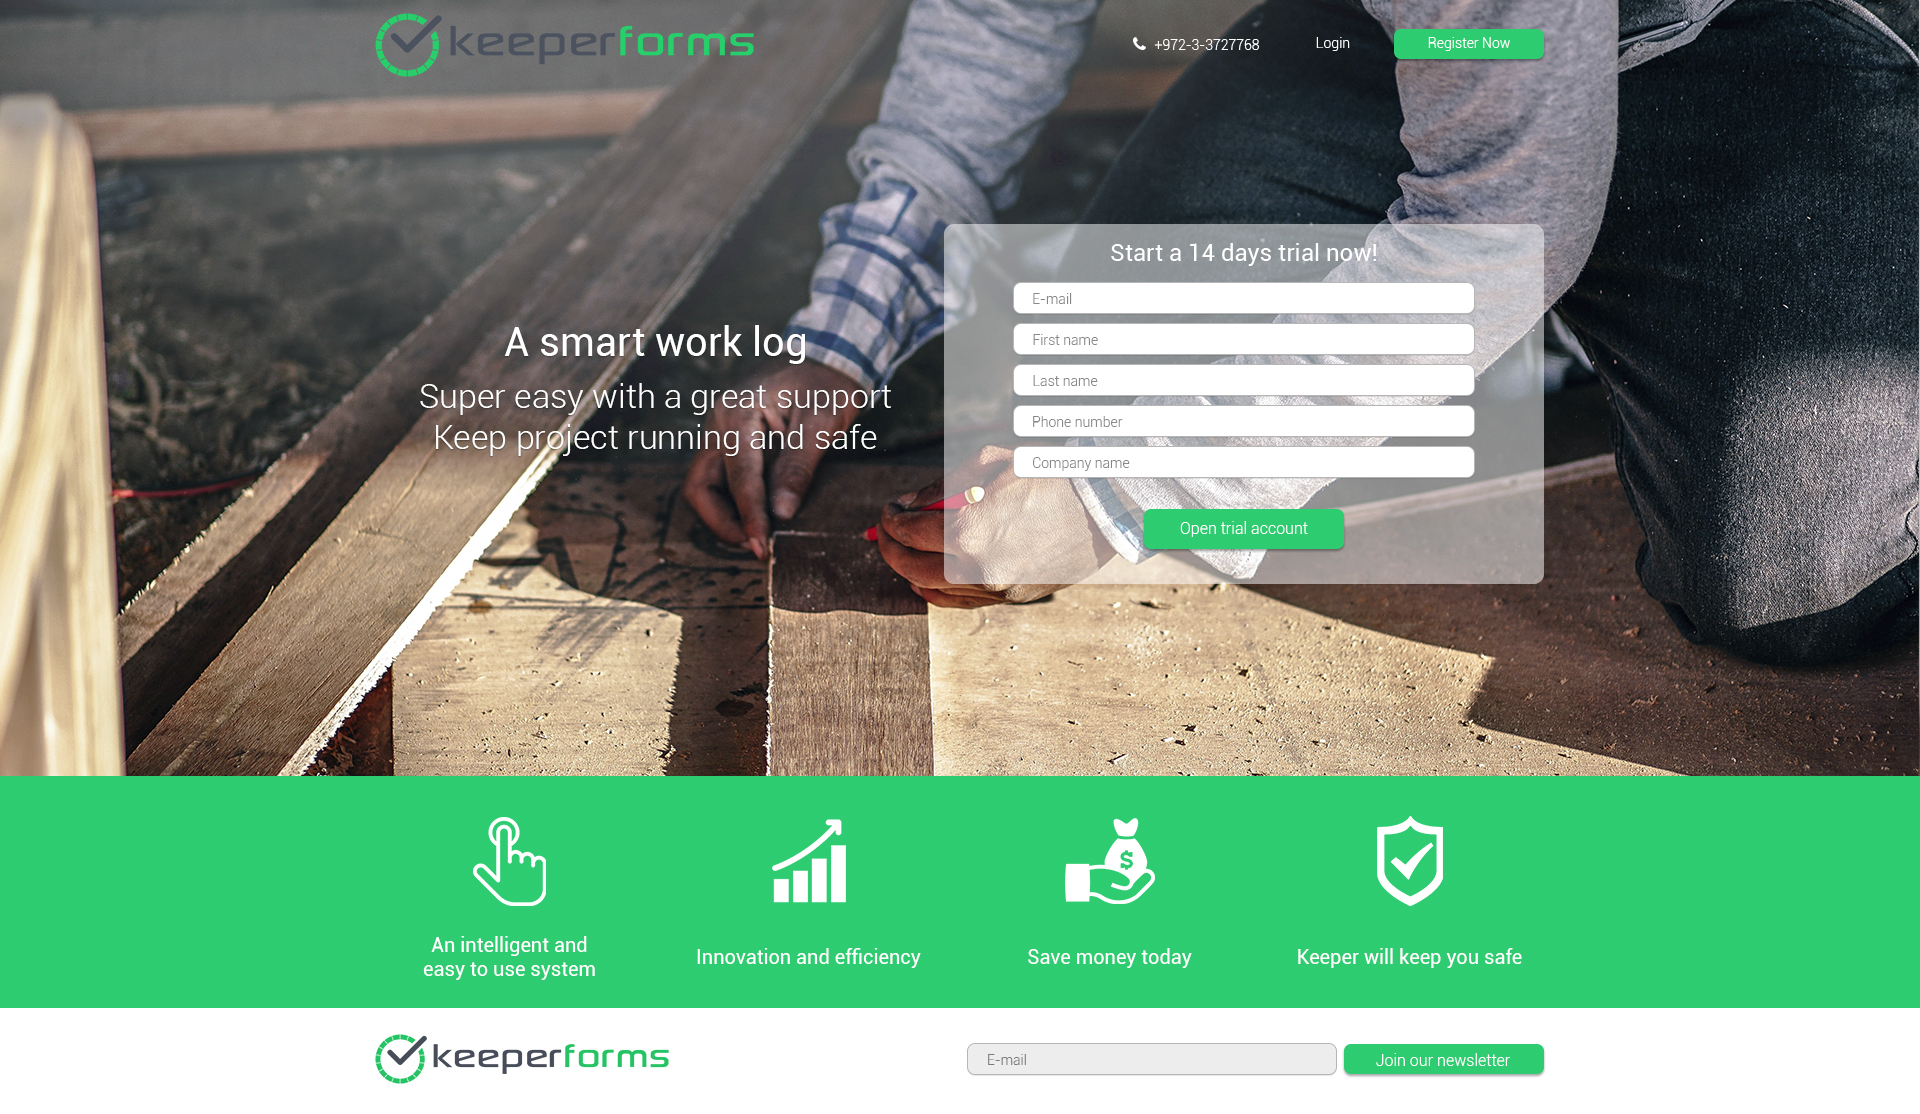 keeperforms
+972-3-3727768
Login
Register Now
Start a 14 days trial now!
E-mail
First name
Last name
Phone number
Company name
Open trial account
A smart work log
Super easy with a great support
Keep project running and safe
An intelligent and
easy to use system
Innovation and efficiency
$
Save money today
Keeper will keep you safe
keeperforms
E-mail
Join our newsletter